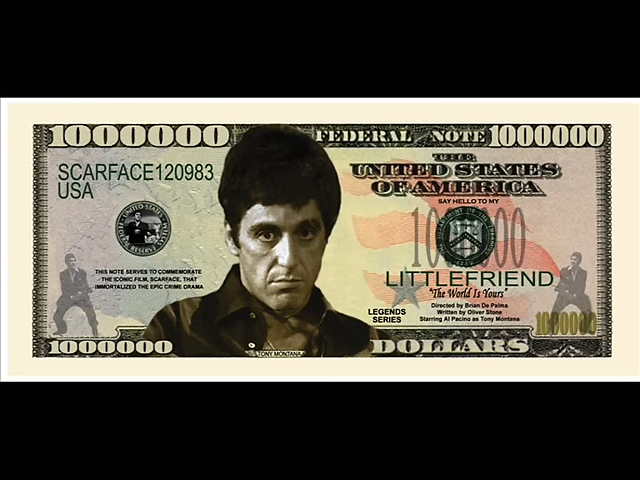 1000000
FEDERAL NOTE
1000000
SCARFACE120983
USA
THE
UNITED STATES
OF AMERICA
SAY HELLO TO MY
1000000
LITTLEFRIEND
"The World Is Yours"
THIS NOTE SERVES TO COMMEMORATE
THE ICONIC FILM, SCARFACE, THAT
IMMORTALIZED THE EPIC CRIME DRAMA
Directed by Brian De Palma
Written by Oliver Stone
Starring Al Pacino as Tony Montana
LEGENDS
SERIES
1000000
1000000
TONY MONTANA
DOLLARS